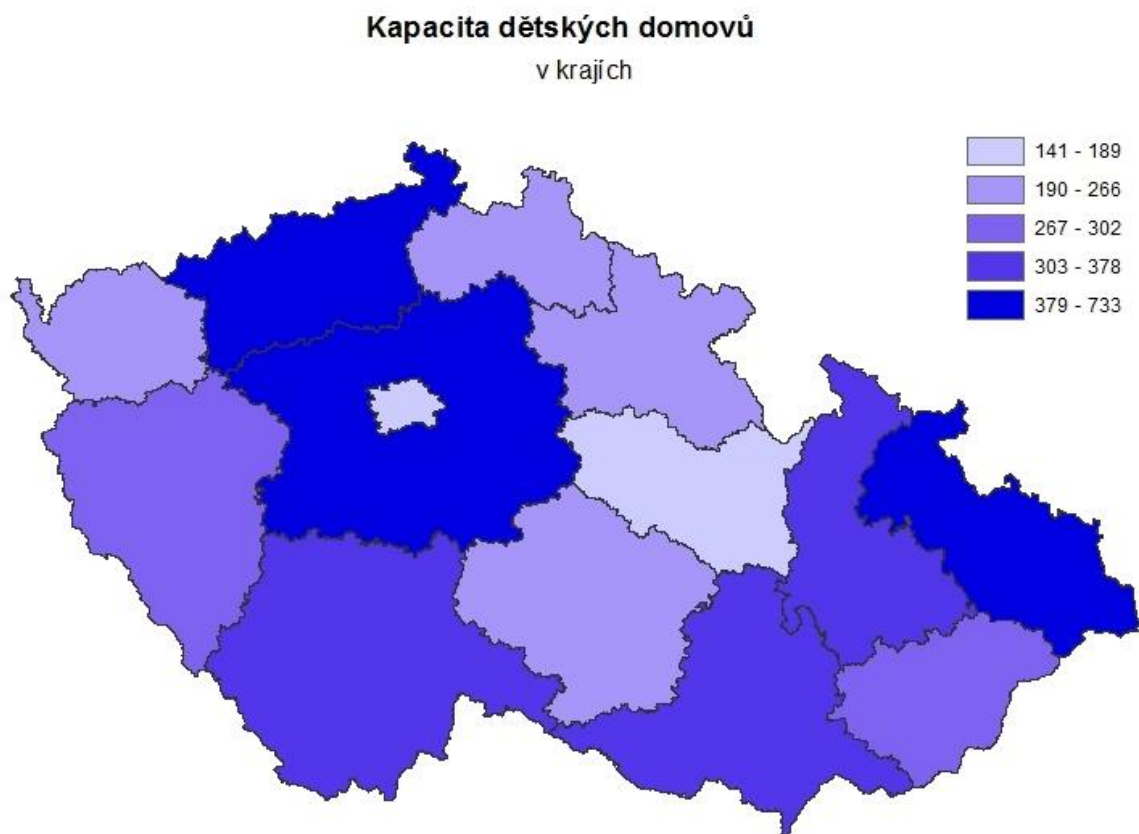 Kapacita dětských domovů
v krajích
141 - 189
190 - 266
267 - 302
303 - 378
379 - 733